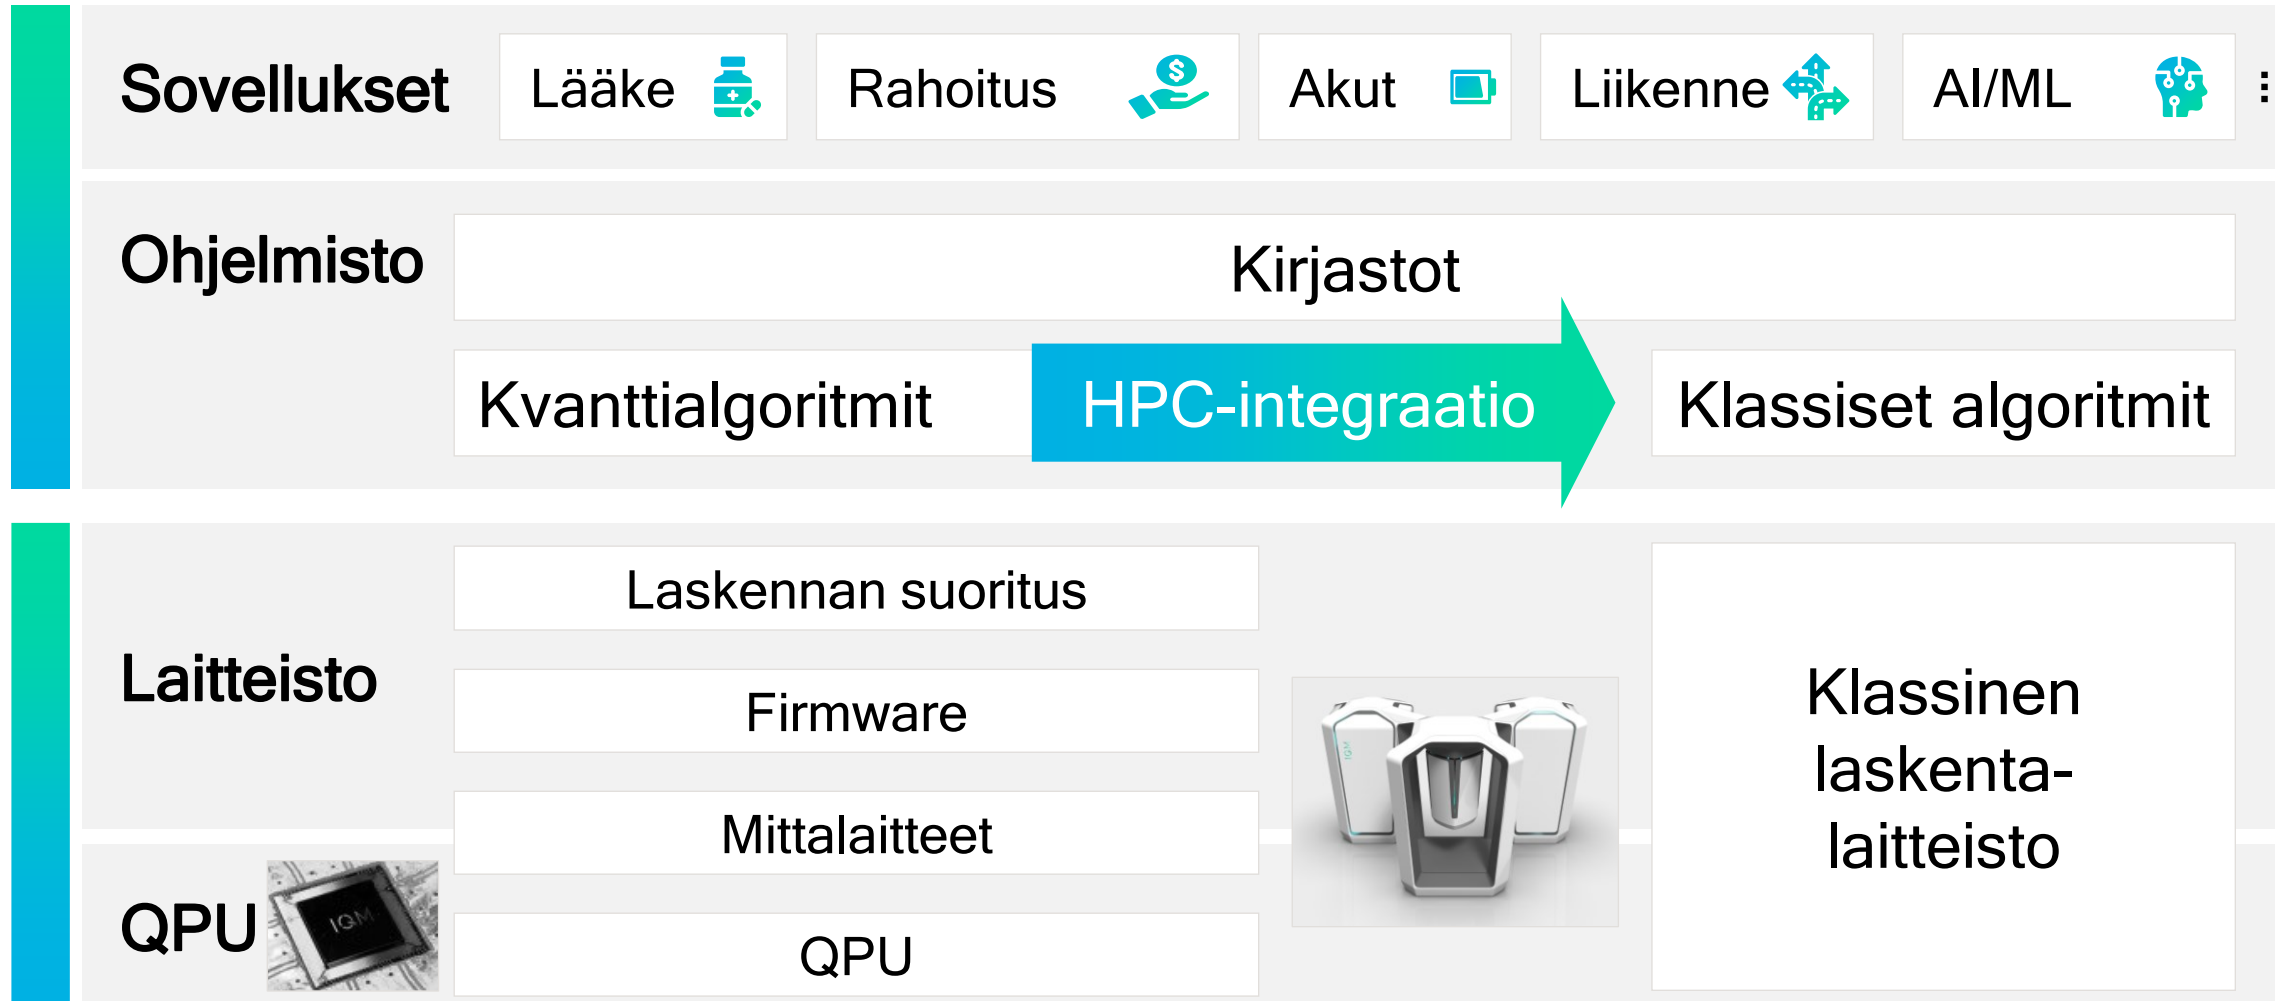 Sovellukset
Lääke
Rahoitus
$
Akut
Liikenne
AI/ML
...
Ohjelmisto
Kirjastot
Kvanttialgoritmit
HPC-integraatio
Klassiset algoritmit
Laitteisto
Laskennan suoritus
Firmware
Mittalaitteet
IQM
Klassinen
laskenta-
laitteisto
QPU
IQM
QPU